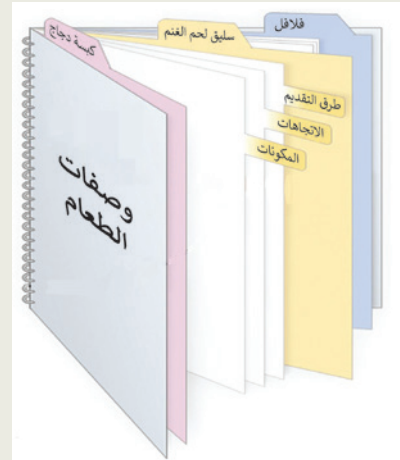 كبسة دجاج
سليق لحم الغنم
فلافل
طرق التقديم
الاتجاهات
المكونات
وصفات
الطعام